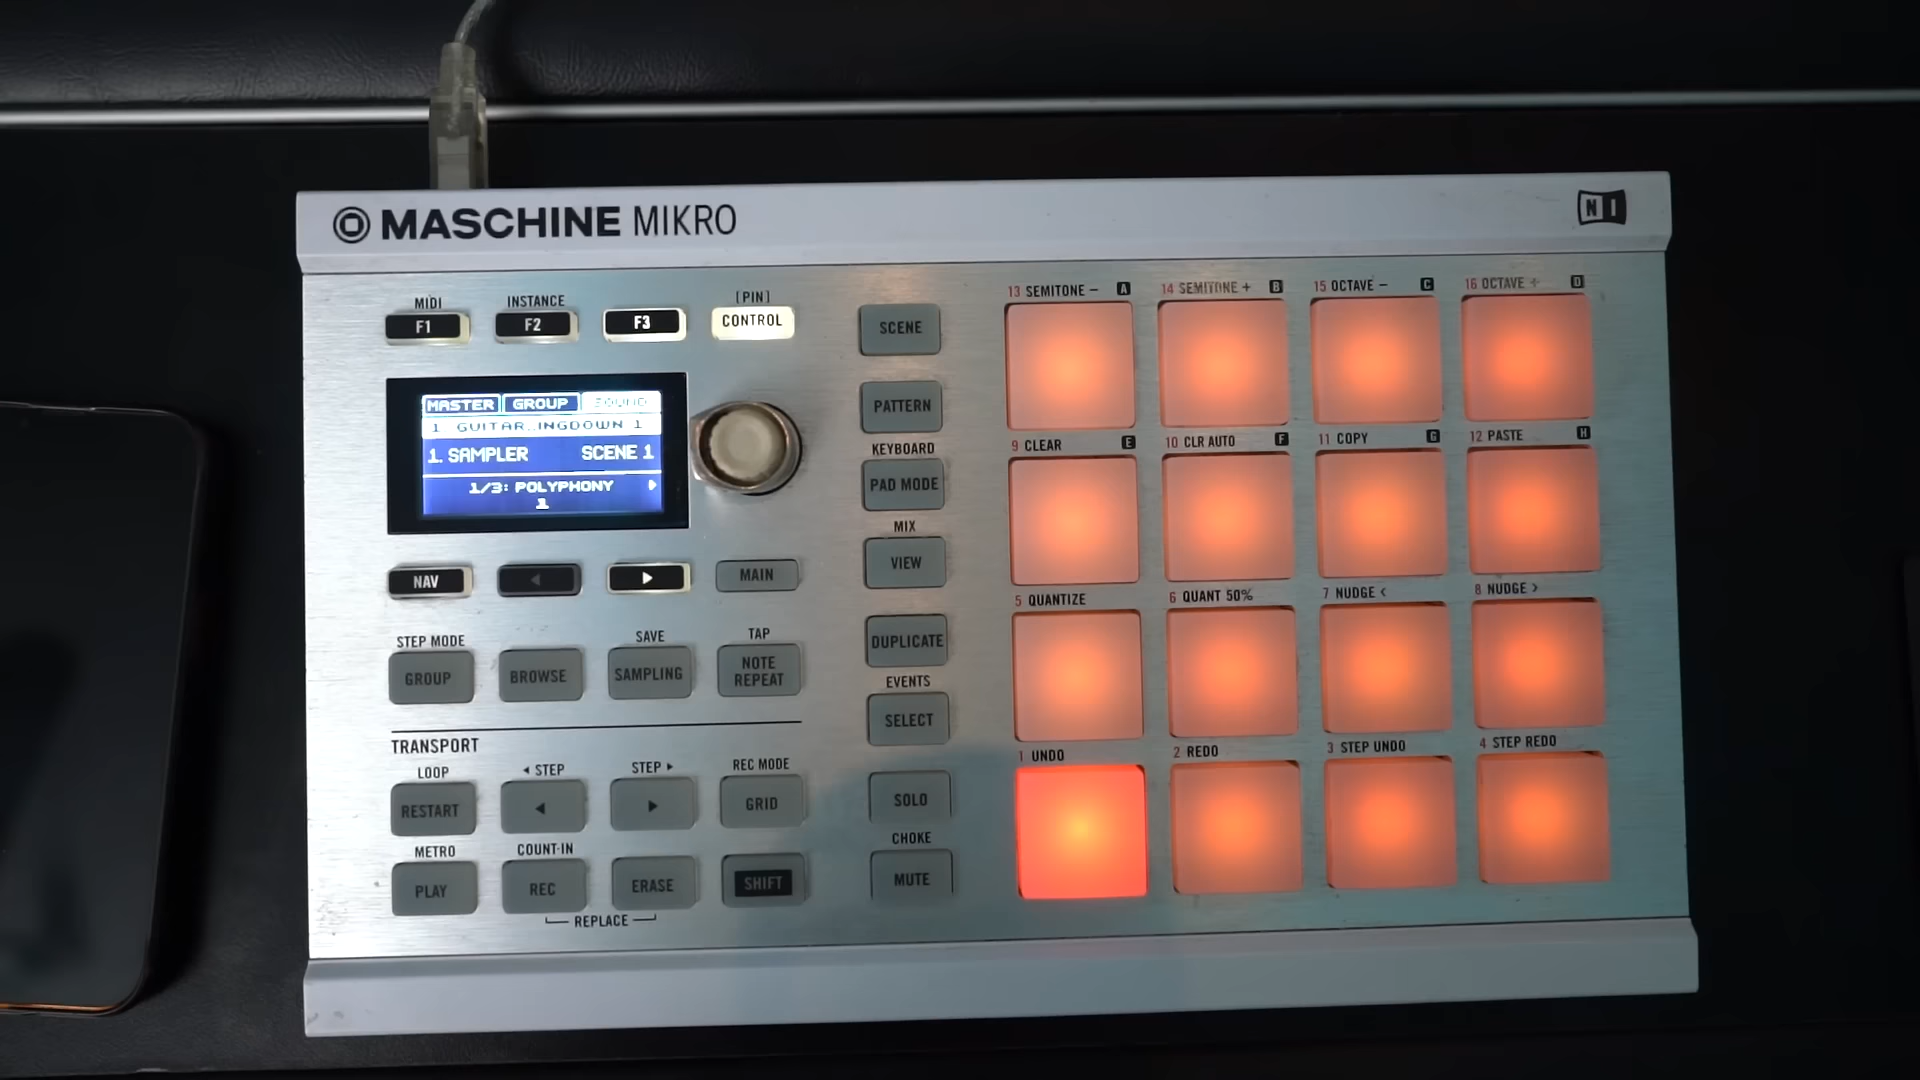 MASCHINE MIKRO
NI
MIDI
F1
INSTANCE
F2
F3
[PIN]
CONTROL
MASTER GROUP SOUND
1. GUITAR..INGDOWN 1
1. SAMPLER SCENE 1
1/3: POLYPHONY
1
NAV
MAIN
STEP MODE
GROUP
BROWSE
SAVE
SAMPLING
TAP
NOTE
REPEAT
TRANSPORT
LOOP
RESTART
◂ STEP
◂
STEP ▸
▸
REC MODE
GRID
METRO
PLAY
COUNT-IN
REC
ERASE
SHIFT
REPLACE
SCENE
PATTERN
KEYBOARD
PAD MODE
MIX
VIEW
DUPLICATE
EVENTS
SELECT
SOLO
CHOKE
MUTE
13 SEMITONE – A
14 SEMITONE + B
15 OCTAVE – C
16 OCTAVE + D
9 CLEAR E
10 CLR AUTO F
11 COPY G
12 PASTE H
5 QUANTIZE
6 QUANT 50%
7 NUDGE <
8 NUDGE >
1 UNDO
2 REDO
3 STEP UNDO
4 STEP REDO